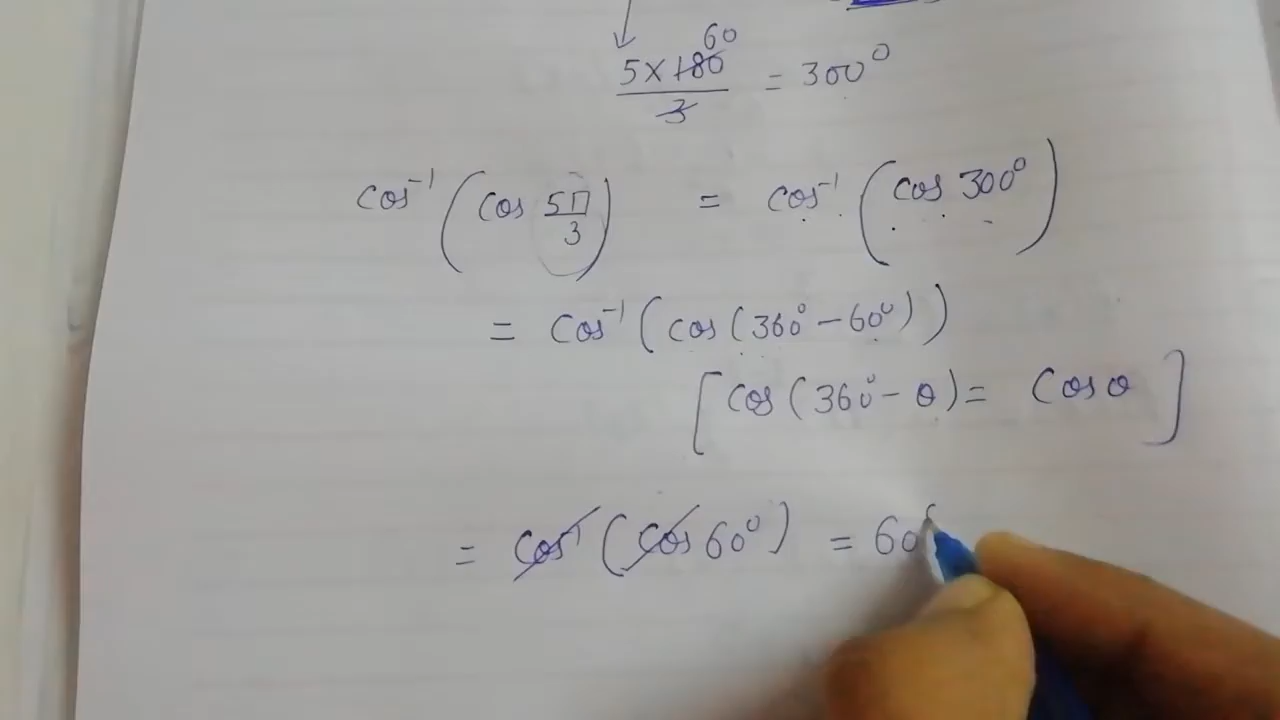 60
5×180/3 = 300°
cos⁻¹(cos 5π/3) = cos⁻¹(cos 300°)
= cos⁻¹(cos(360°-60°))
[cos(360°-θ)= cosθ]
= cos⁻¹(cos 60°) = 60°